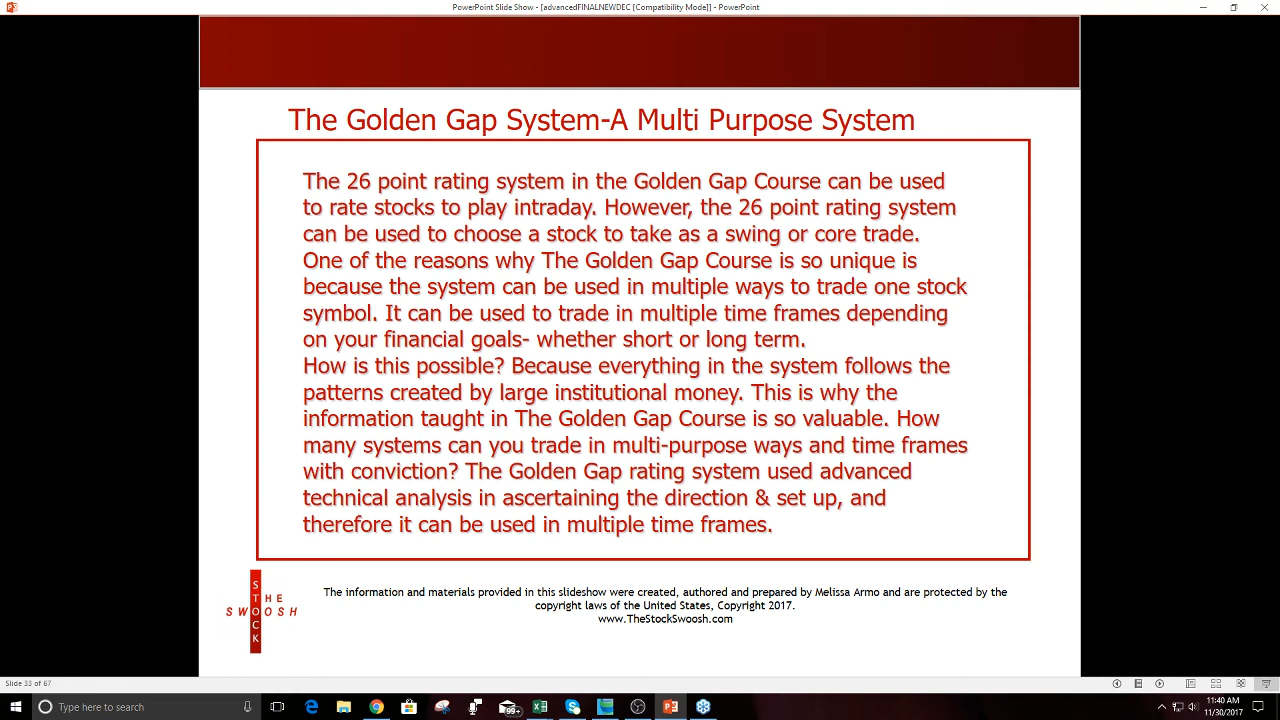 PowerPoint Slide Show - [advancedFINALNEWDEC [Compatibility Mode]] - PowerPoint
The Golden Gap System-A Multi Purpose System
The 26 point rating system in the Golden Gap Course can be used
to rate stocks to play intraday. However, the 26 point rating system
can be used to choose a stock to take as a swing or core trade.
One of the reasons why The Golden Gap Course is so unique is
because the system can be used in multiple ways to trade one stock
symbol. It can be used to trade in multiple time frames depending
on your financial goals- whether short or long term.
How is this possible? Because everything in the system follows the
patterns created by large institutional money. This is why the
information taught in The Golden Gap Course is so valuable. How
many systems can you trade in multi-purpose ways and time frames
with conviction? The Golden Gap rating system used advanced
technical analysis in ascertaining the direction & set up, and
therefore it can be used in multiple time frames.
THE
STOCK
SWOOSH
The information and materials provided in this slideshow were created, authored and prepared by Melissa Armo and are protected by the
copyright laws of the United States, Copyright 2017.
www.TheStockSwoosh.com
Slide 33 of 67
Type here to search
99+
11:40 AM
11/30/2017